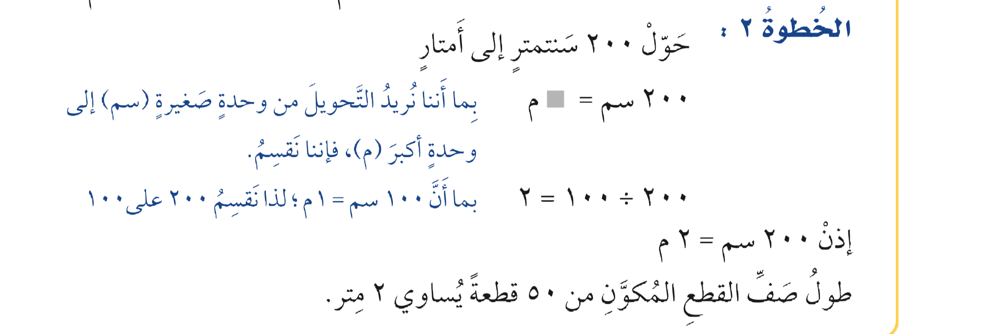 الخُطوةُ ٢ : حَوّلْ ٢٠٠ سَنتمترٍ إلى أَمتارٍ
٢٠٠ سم = ■ م بِما أَننا نُريدُ التَّحويلَ من وحدةٍ صَغيرةٍ (سم) إلى
وحدةٍ أكبرَ (م)، فإننا نَقسِمُ.
٢٠٠ ÷ ١٠٠ = ٢ بما أَنَّ ١٠٠ سم = ١ م؛ لذا نَقسِمُ ٢٠٠ على ١٠٠
إذنْ ٢٠٠ سم = ٢ م
طولُ صَفِّ القطعِ المُكوَّنِ من ٥٠ قطعةً يُساوي ٢ مِتر.